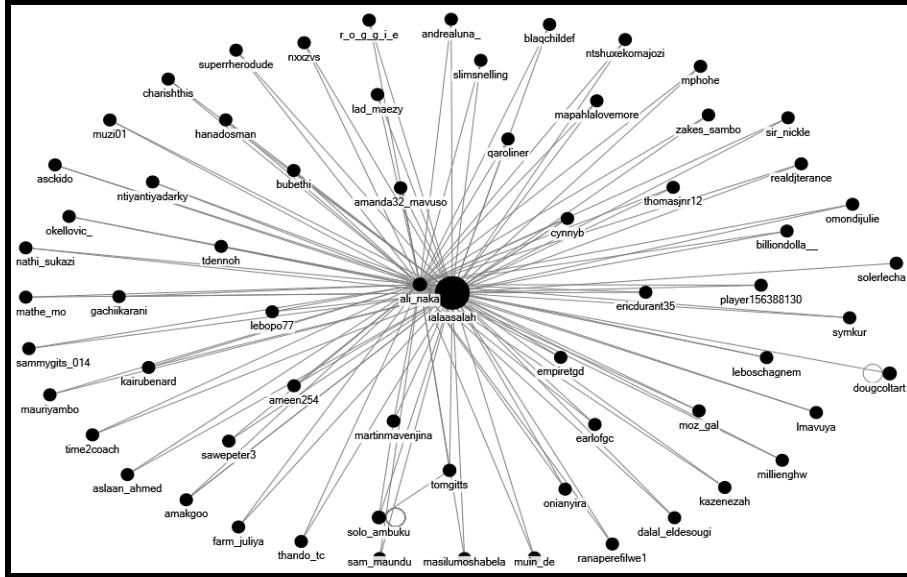 r_o_g_g_i_e
andrealuna_
blaqchildef
nxxzvs
ntshuxekomajozi
superrherodude
slimsnelling
mphohe
charishthis
lad_maezy
mapahlalovemore
zakes_sambo
sir_nickle
muzi01
hanadosman
qaroliner
realdjterance
asckido
bubethi
ntiyantiyadarky
amanda32_mavuso
thomasjnr12
omondijulie
okellovic_
cynnyb
billiondolla__
nathi_sukazi
tdennoh
solerlecha
mathe_mo
gachiikarani
ali_naka
ericdurant35
player156388130
lebopo77
ialaasalah
symkur
sammygits_014
kairubenard
empiretgd
leboschagnem
dougcoltart
mauriyambo
ameen254
lmavuya
time2coach
sawepeter3
martinmavenjina
earlofgc
moz_gal
aslaan_ahmed
tomgitts
millienghw
amakgoo
onianyira
kazenezah
farm_juliya
solo_ambuku
dalal_eldesougi
thando_tc
sam_maundu
masilumoshabela
muin_de
ranaperefilwe1